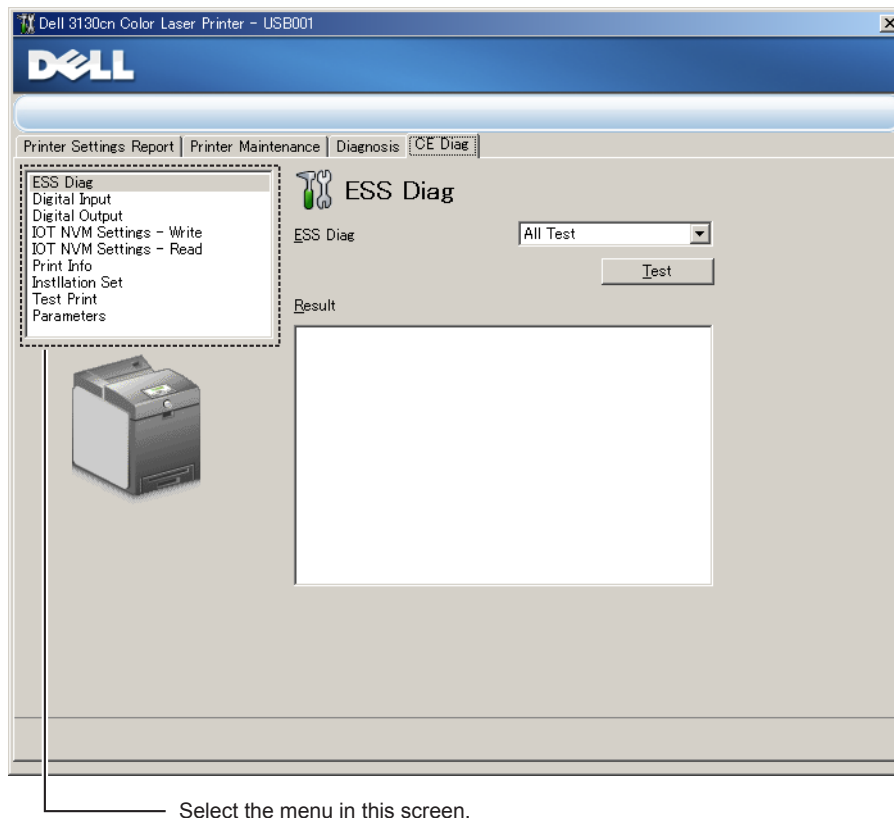 Dell 3130cn Color Laser Printer - USB001
DELL
Printer Settings Report Printer Maintenance Diagnosis CE Diag
ESS Diag
Digital Input
Digital Output
IOT NVM Settings - Write
IOT NVM Settings - Read
Print Info
Instllation Set
Test Print
Parameters
ESS Diag
ESS Diag All Test
Test
Result
Select the menu in this screen.